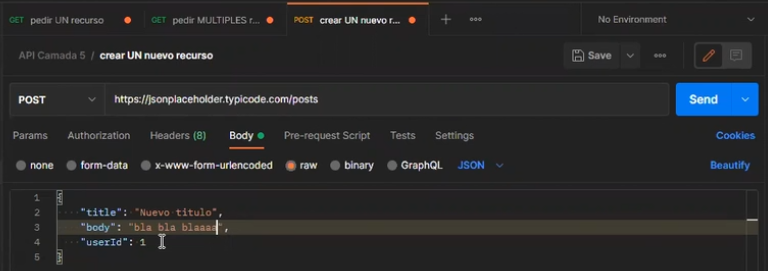 GET pedir UN recurso GET pedir MULTIPLES r... POST crear UN nuevo r... + ••• No Environment
API Camada 5 / crear UN nuevo recurso Save •••
POST https://jsonplaceholder.typicode.com/posts Send
Params Authorization Headers (8) Body Pre-request Script Tests Settings Cookies
none form-data x-www-form-urlencoded raw binary GraphQL JSON Beautify
1 {
2 "title": "Nuevo titulo",
3 "body": "bla bla blaaaa",
4 "userId": 1
5 }